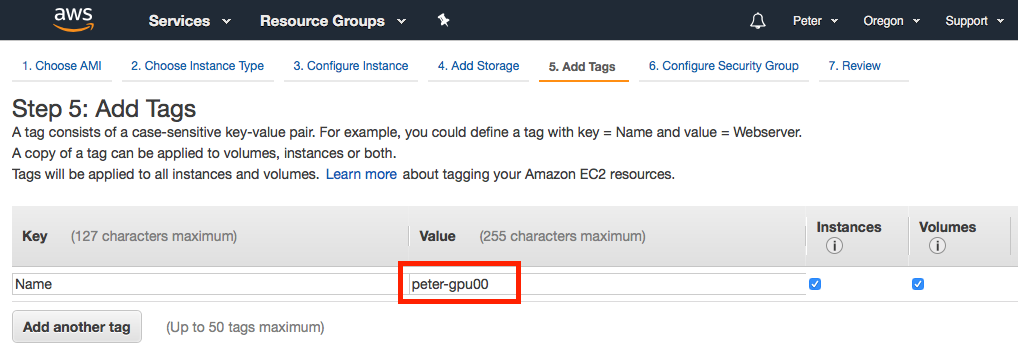 aws Services Resource Groups Peter Oregon Support
1. Choose AMI 2. Choose Instance Type 3. Configure Instance 4. Add Storage 5. Add Tags 6. Configure Security Group 7. Review
Step 5: Add Tags
A tag consists of a case-sensitive key-value pair. For example, you could define a tag with key = Name and value = Webserver.
A copy of a tag can be applied to volumes, instances or both.
Tags will be applied to all instances and volumes. Learn more about tagging your Amazon EC2 resources.
Key (127 characters maximum) Value (255 characters maximum) Instances i Volumes i
Name peter-gpu00
Add another tag (Up to 50 tags maximum)